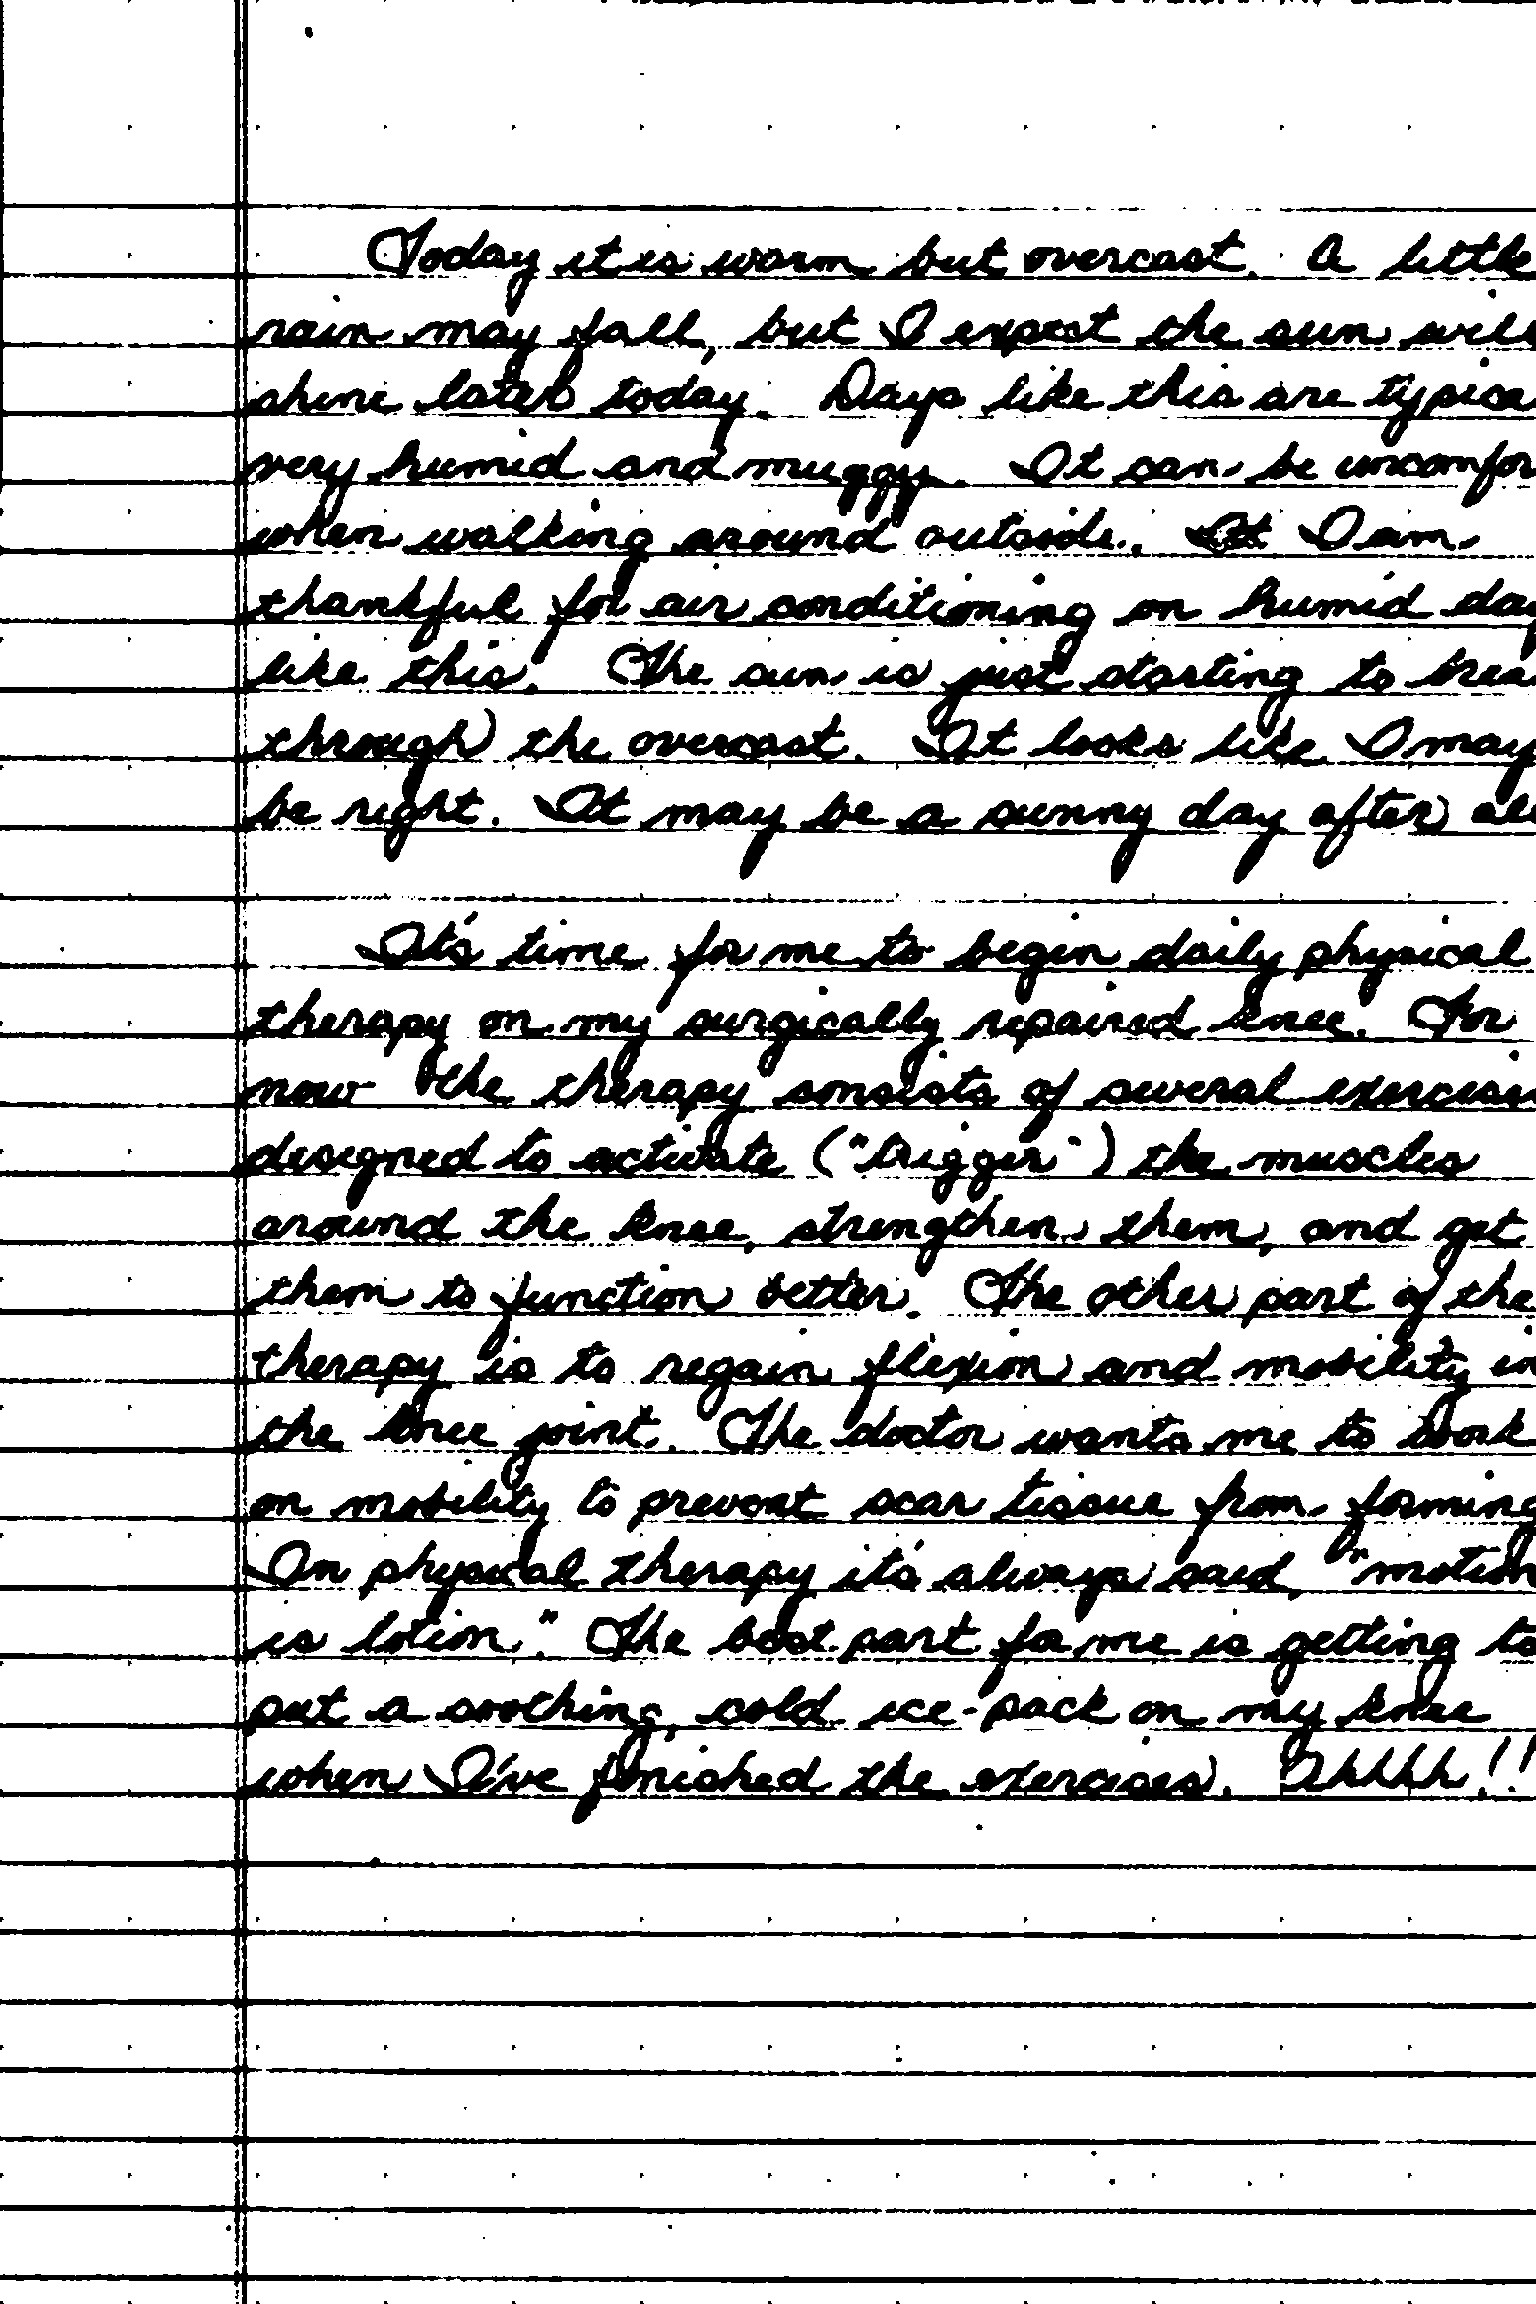 Today it is warm but overcast. A little
rain may fall, but I expect the sun will
shine later today. Days like this are typica
very humid and muggy. It can be uncomfor
when walking around outside. It I am
thankful for air conditioning on humid day
like this. The sun is just starting to brea
through the overcast. It looks like I may
be right. It may be a sunny day after all
It's time for me to begin daily physical
therapy on my surgically repaired knee. For
now the therapy consists of several exercise
designed to activate ("trigger") the muscles
around the knee, strengthen them, and get
them to function better. The other part of the
therapy is to regain flexion and mobility in
the knee joint. The doctor wants me to work
on mobility to prevent scar tissue from forming
In physical therapy it's always said, "motion
is lotion." The best part for me is getting to
put a soothing, cold ice-pack on my knee
when I've finished the exercises. Ahhhh!!